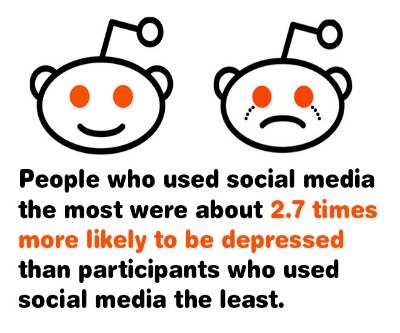 People who used social media
the most were about 2.7 times
more likely to be depressed
than participants who used
social media the least.